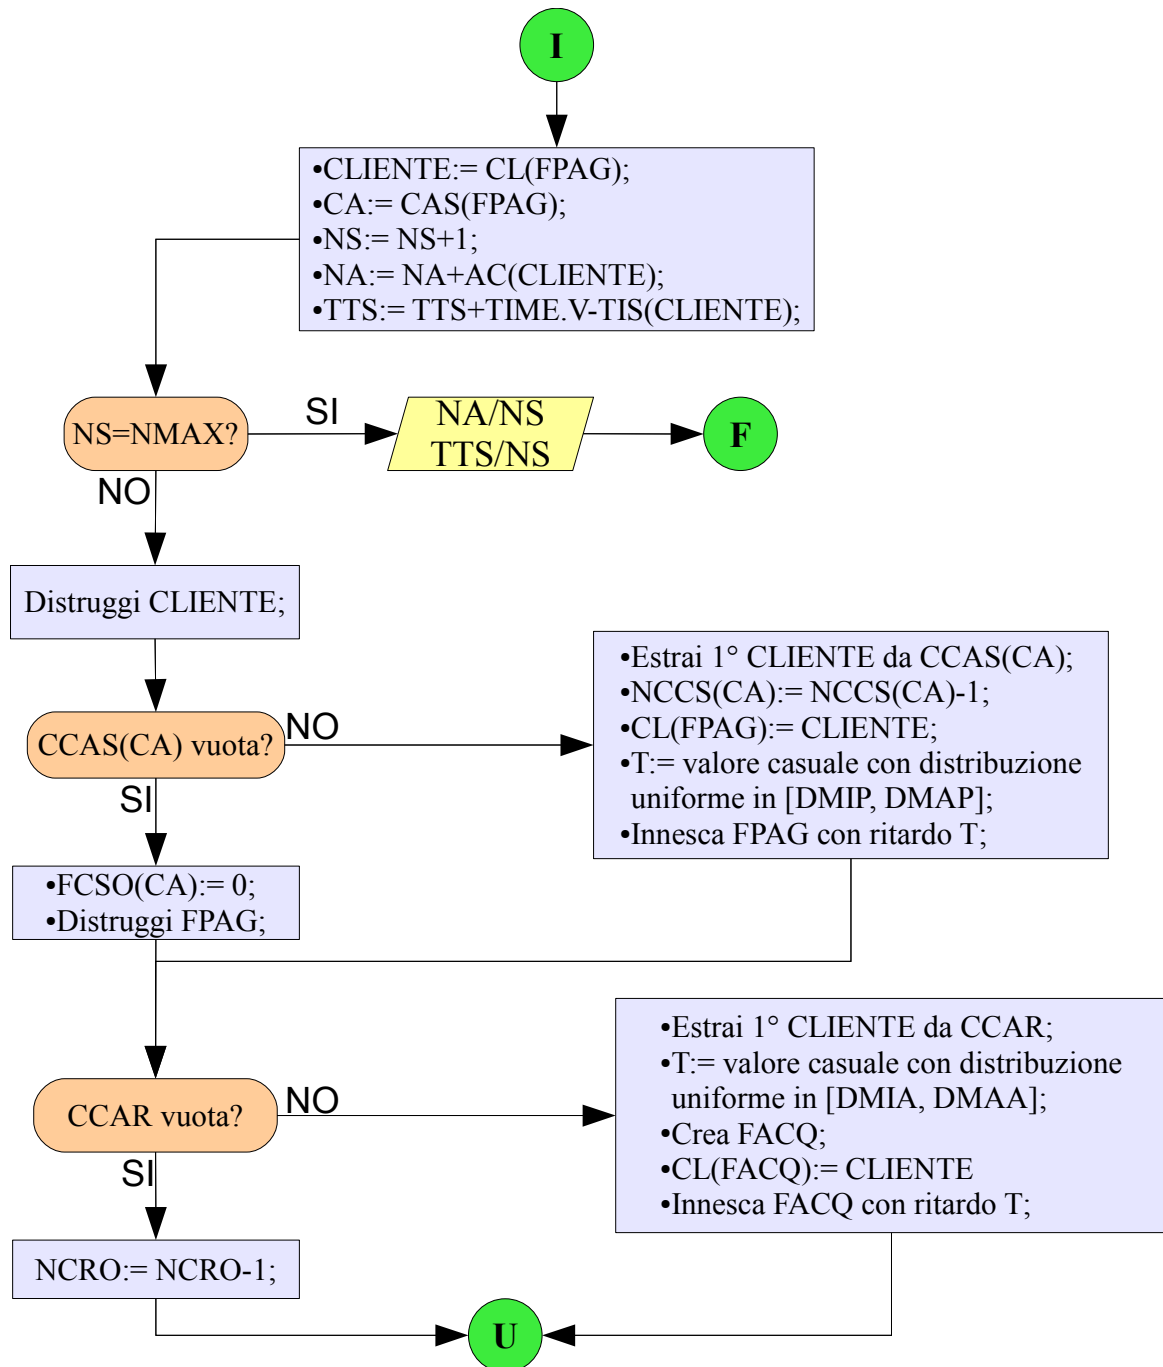 I
•CLIENTE:= CL(FPAG);
•CA:= CAS(FPAG);
•NS:= NS+1;
•NA:= NA+AC(CLIENTE);
•TTS:= TTS+TIME.V-TIS(CLIENTE);
NS=NMAX?
SI
NA/NS
TTS/NS
F
NO
Distruggi CLIENTE;
CCAS(CA) vuota?
NO
•Estrai 1° CLIENTE da CCAS(CA);
•NCCS(CA):= NCCS(CA)-1;
•CL(FPAG):= CLIENTE;
•T:= valore casuale con distribuzione
uniforme in [DMIP, DMAP];
•Innesca FPAG con ritardo T;
SI
•FCSO(CA):= 0;
•Distruggi FPAG;
CCAR vuota?
NO
•Estrai 1° CLIENTE da CCAR;
•T:= valore casuale con distribuzione
uniforme in [DMIA, DMAA];
•Crea FACQ;
•CL(FACQ):= CLIENTE
•Innesca FACQ con ritardo T;
SI
NCRO:= NCRO-1;
U